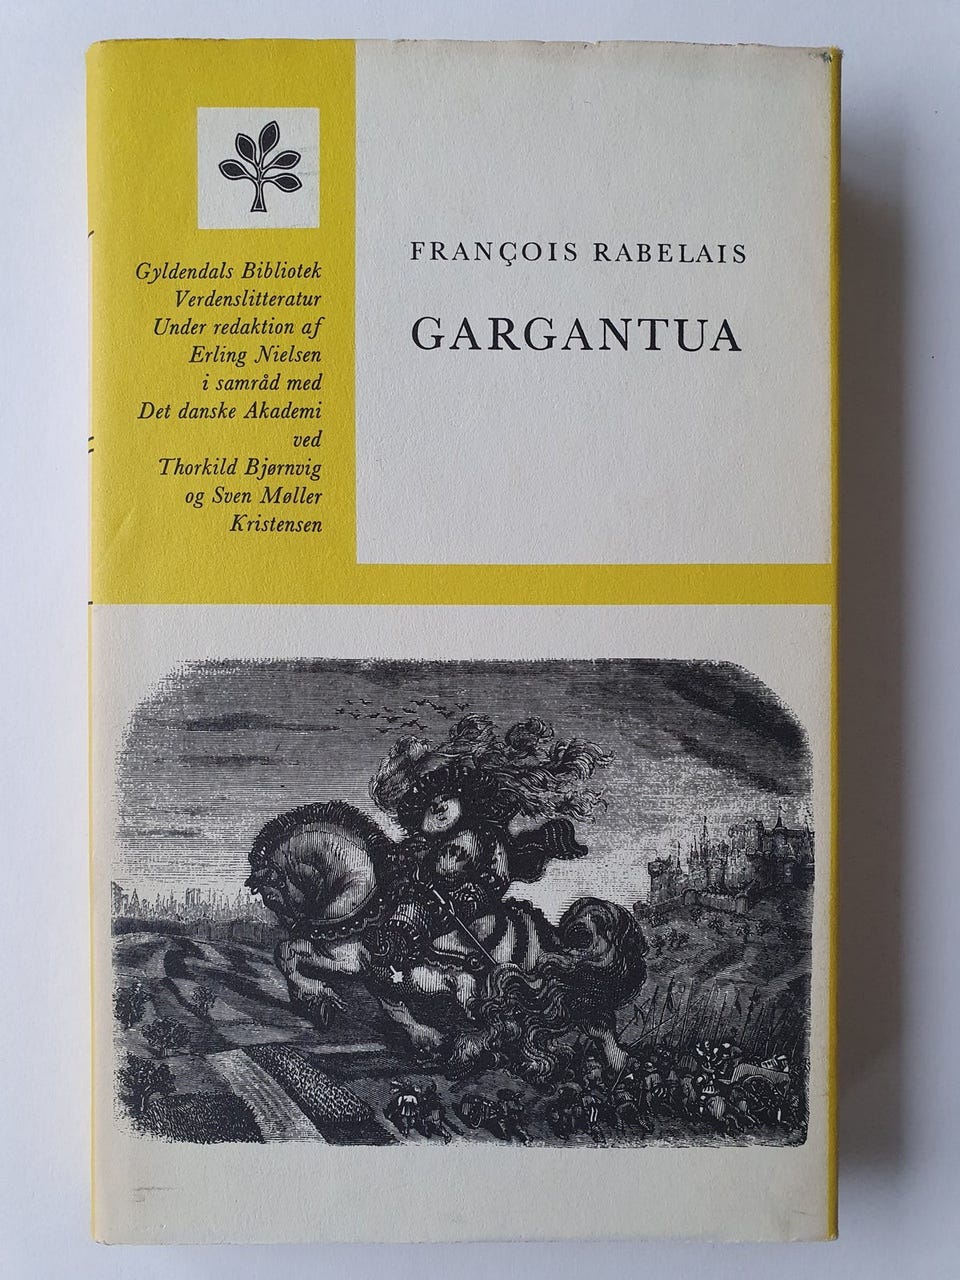 Gyldendals Bibliotek
Verdenslitteratur
Under redaktion af
Erling Nielsen
i samråd med
Det danske Akademi
ved
Thorkild Bjørnvig
og Sven Møller
Kristensen
FRANÇOIS RABELAIS
GARGANTUA